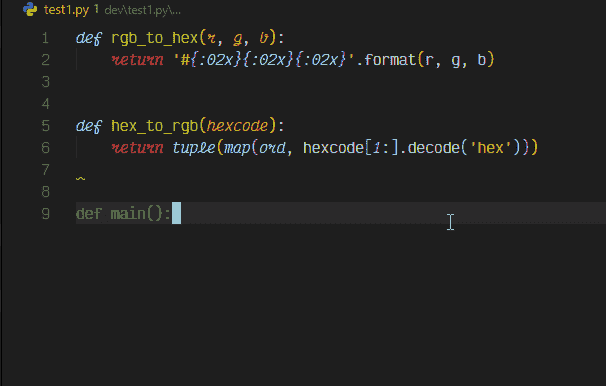 test1.py 1 dev\test1.py\...
1 def rgb_to_hex(r, g, b):
2 return '#{:02x}{:02x}{:02x}'.format(r, g, b)
3
4
5 def hex_to_rgb(hexcode):
6 return tuple(map(ord, hexcode[1:].decode('hex')))
7
8
9 def main():